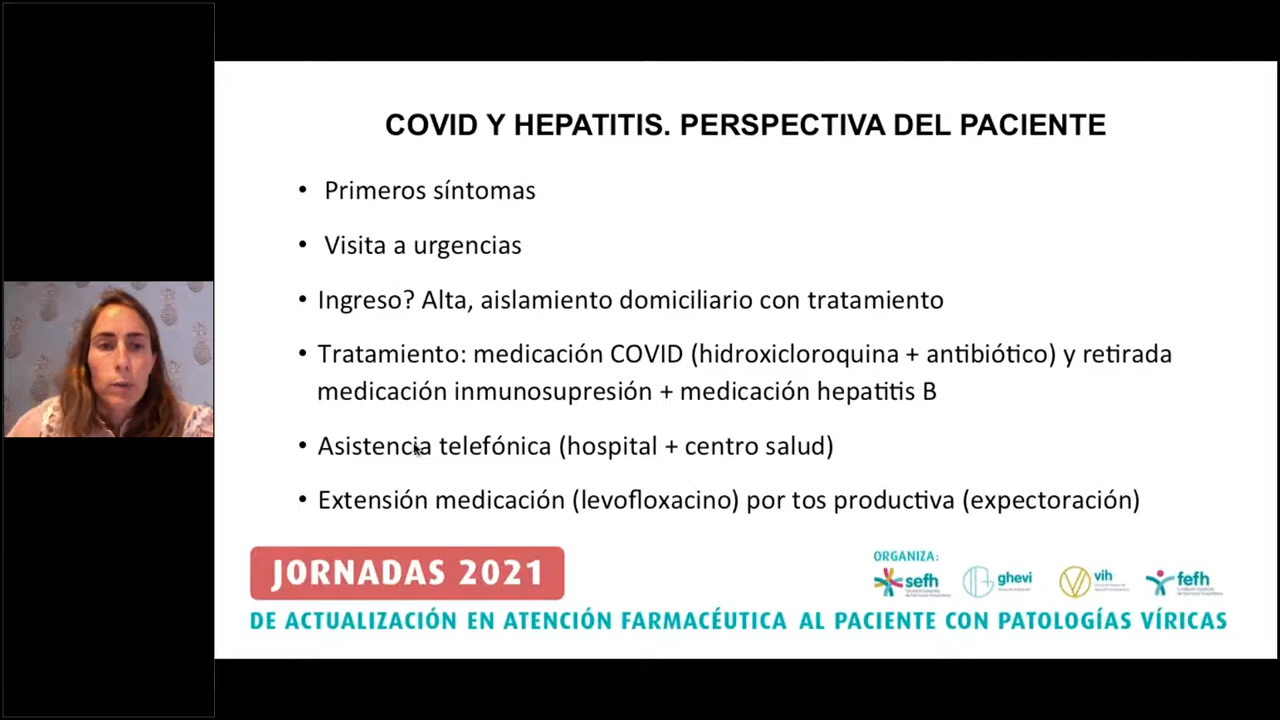 COVID Y HEPATITIS. PERSPECTIVA DEL PACIENTE
• Primeros síntomas
• Visita a urgencias
• Ingreso? Alta, aislamiento domiciliario con tratamiento
• Tratamiento: medicación COVID (hidroxicloroquina + antibiótico) y retirada
medicación inmunosupresión + medicación hepatitis B
• Asistencia telefónica (hospital + centro salud)
• Extensión medicación (levofloxacino) por tos productiva (expectoración)
JORNADAS 2021
ORGANIZA:
sefh
ghevi
vih
fefh
DE ACTUALIZACIÓN EN ATENCIÓN FARMACÉUTICA AL PACIENTE CON PATOLOGÍAS VÍRICAS